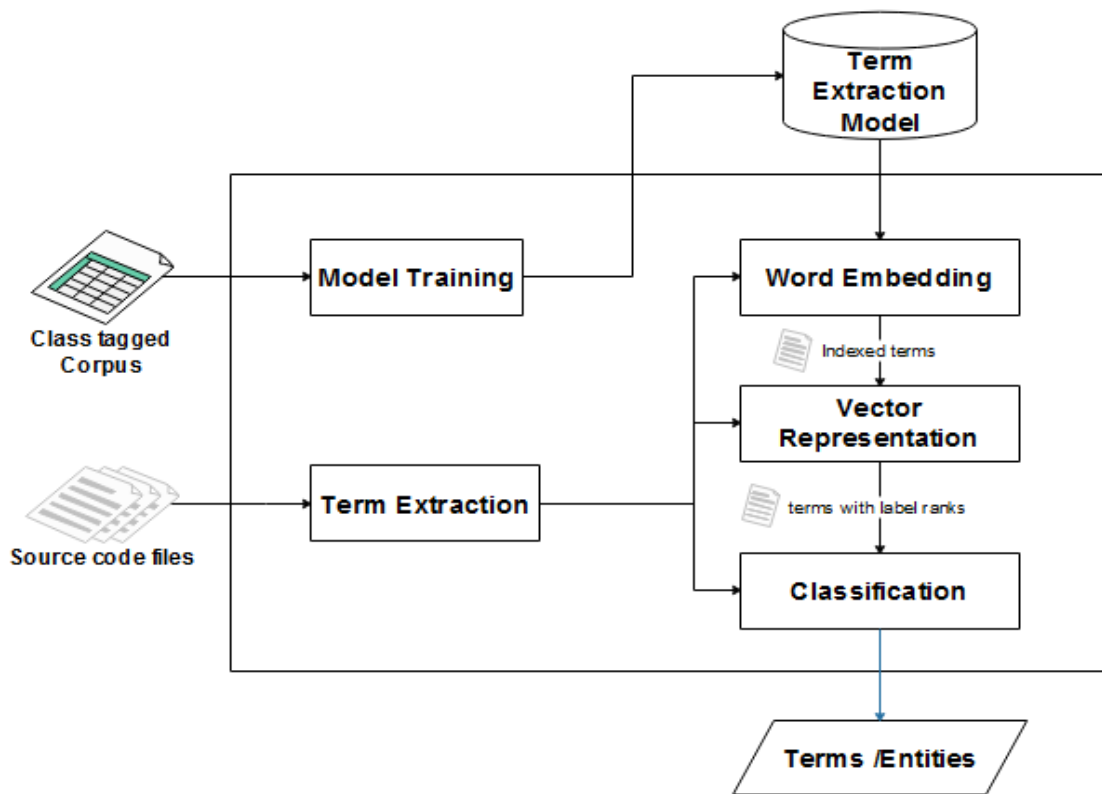 Term
Extraction
Model
Model Training
Word Embedding
Class tagged
Corpus
Indexed terms
Vector
Representation
Term Extraction
terms with label ranks
Source code files
Classification
Terms /Entities